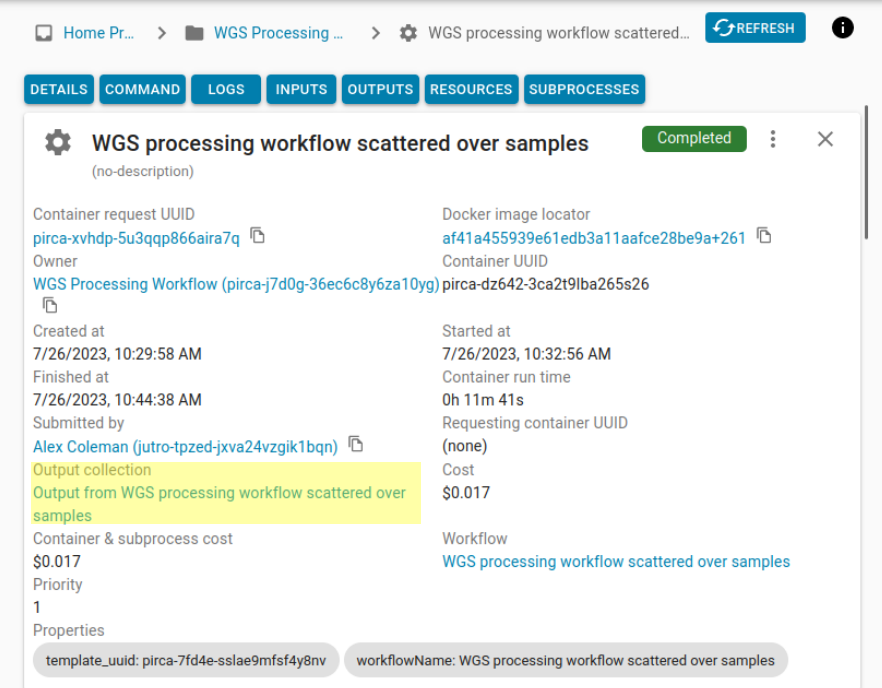 Home Pr... > WGS Processing ... > WGS processing workflow scattered... REFRESH
DETAILS COMMAND LOGS INPUTS OUTPUTS RESOURCES SUBPROCESSES
WGS processing workflow scattered over samples Completed
(no-description)
Container request UUID Docker image locator
pirca-xvhdp-5u3qqp866aira7q af41a455939e61edb3a11aafce28be9a+261
Owner Container UUID
WGS Processing Workflow (pirca-j7d0g-36ec6c8y6za10yg) pirca-dz642-3ca2t9lba265s26
Created at Started at
7/26/2023, 10:29:58 AM 7/26/2023, 10:32:56 AM
Finished at Container run time
7/26/2023, 10:44:38 AM 0h 11m 41s
Submitted by Requesting container UUID
Alex Coleman (jutro-tpzed-jxva24vzgik1bqn) (none)
Output collection Cost
Output from WGS processing workflow scattered over $0.017
samples
Container & subprocess cost Workflow
$0.017 WGS processing workflow scattered over samples
Priority
1
Properties
template_uuid: pirca-7fd4e-sslae9mfsf4y8nv workflowName: WGS processing workflow scattered over samples